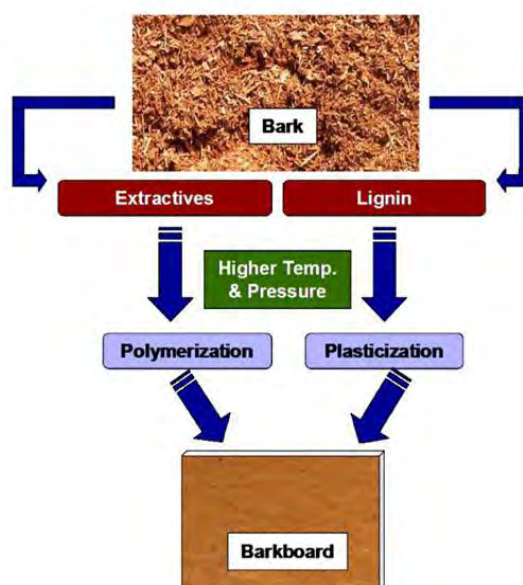 Bark
Extractives
Lignin
Higher Temp.
& Pressure
Polymerization
Plasticization
Barkboard